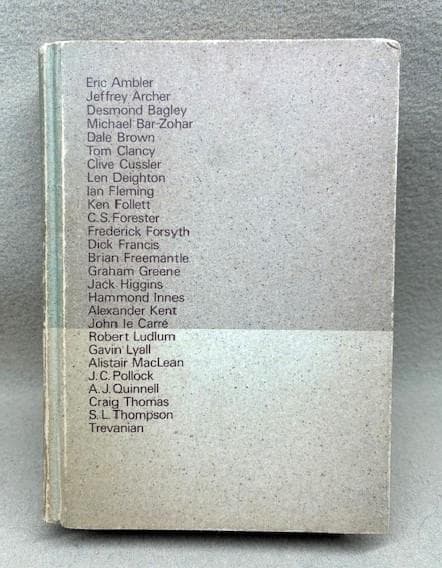 Eric Ambler
Jeffrey Archer
Desmond Bagley
Michael Bar-Zohar
Dale Brown
Tom Clancy
Clive Cussler
Len Deighton
Ian Fleming
Ken Follett
C.S. Forester
Frederick Forsyth
Dick Francis
Brian Freemantle
Graham Greene
Jack Higgins
Hammond Innes
Alexander Kent
John le Carré
Robert Ludlum
Gavin Lyall
Alistair MacLean
J.C. Pollock
A.J. Quinnell
Craig Thomas
S.L. Thompson
Trevanian